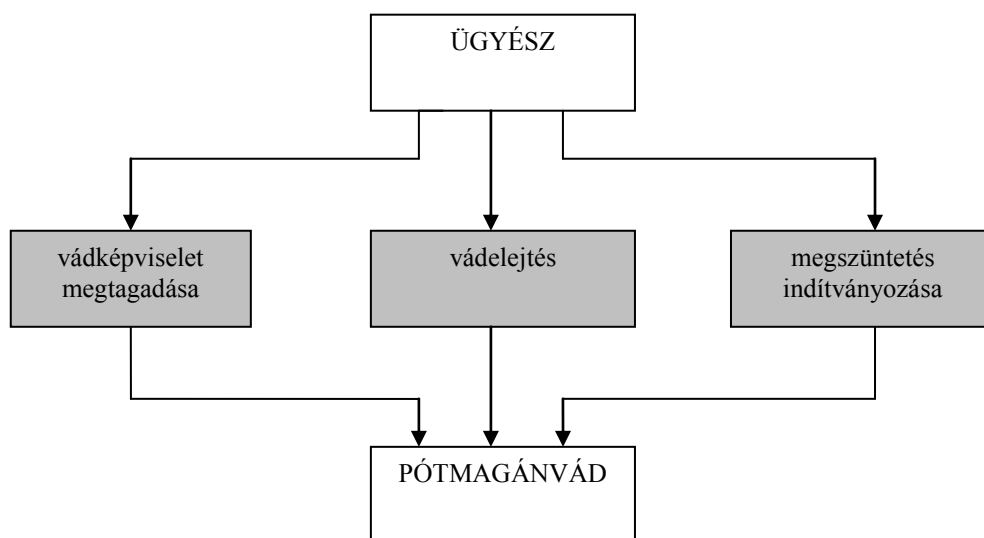 ÜGYÉSZ
vádképviselet
megtagadása
vádelejtés
megszüntetés
indítványozása
PÓTMAGÁNVÁD